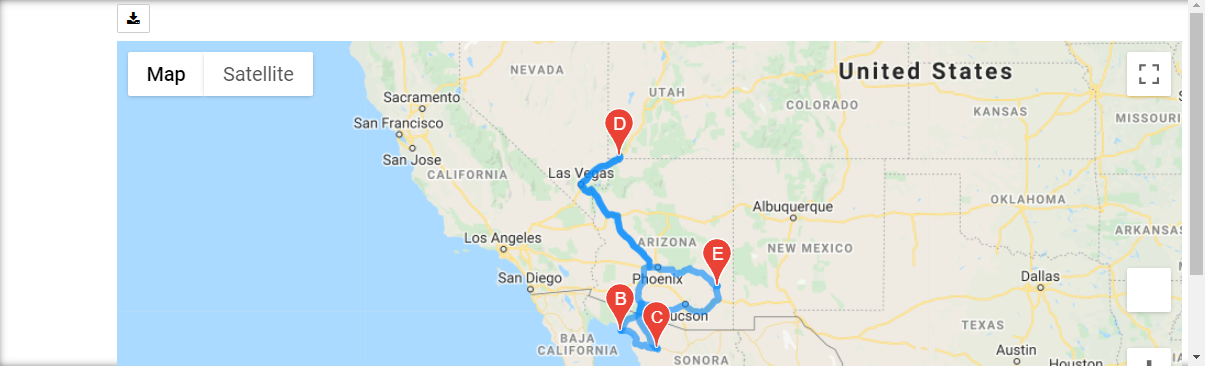 Map
Satellite
United States
NEVADA
UTAH
COLORADO
KANSAS
MISSOURI
Sacramento
San Francisco
San Jose
CALIFORNIA
Las Vegas
D
Albuquerque
OKLAHOMA
ARKANSAS
Los Angeles
ARIZONA
NEW MEXICO
E
San Diego
Phoenix
Dallas
B
C
ucson
TEXAS
BAJA
CALIFORNIA
SONORA
Austin
Houston